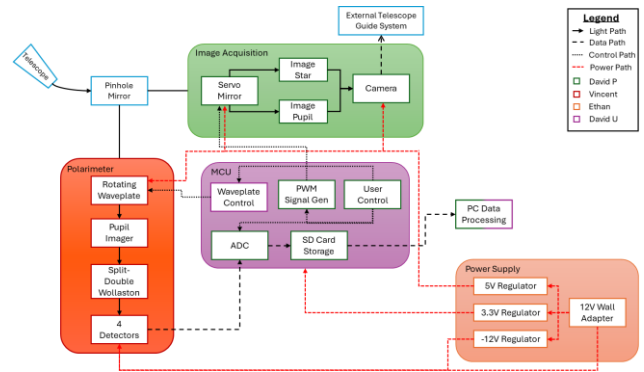 External Telescope
Guide System
Legend
Light Path
Data Path
Control Path
Power Path
David P
Vincent
Ethan
David U
Telescope
Pinhole
Mirror
Image Acquisition
Servo
Mirror
Image
Star
Image
Pupil
Camera
Polarimeter
Rotating
Waveplate
Pupil
Imager
Split-
Double
Wollaston
4
Detectors
MCU
Waveplate
Control
PWM
Signal Gen
User
Control
ADC
SD Card
Storage
PC Data
Processing
Power Supply
5V Regulator
3.3V Regulator
-12V Regulator
12V Wall
Adapter